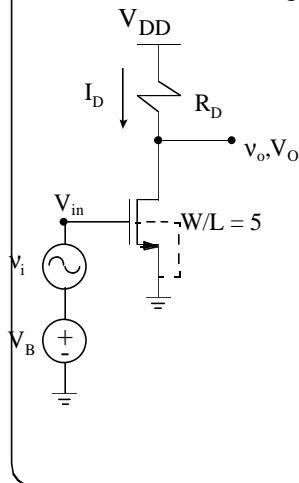 V_DD
I_D
R_D
ν_o,V_O
V_in
W/L = 5
ν_i
V_B
+
-